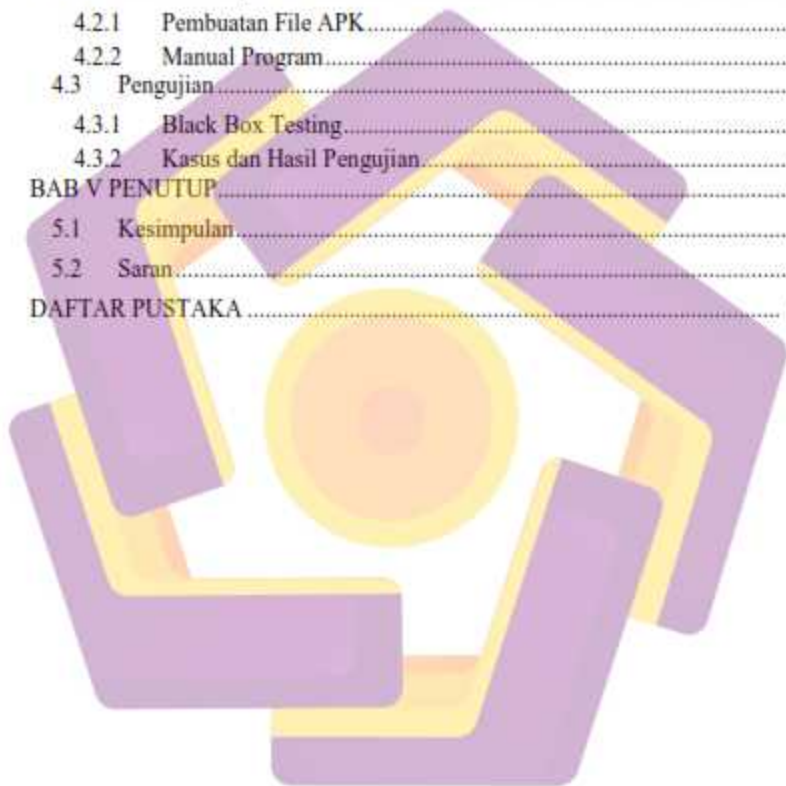 4.2.1 Pembuatan File APK
4.2.2 Manual Program
4.3 Pengujian
4.3.1 Black Box Testing
4.3.2 Kasus dan Hasil Pengujian
BAB V PENUTUP
5.1 Kesimpulan
5.2 Saran
DAFTAR PUSTAKA